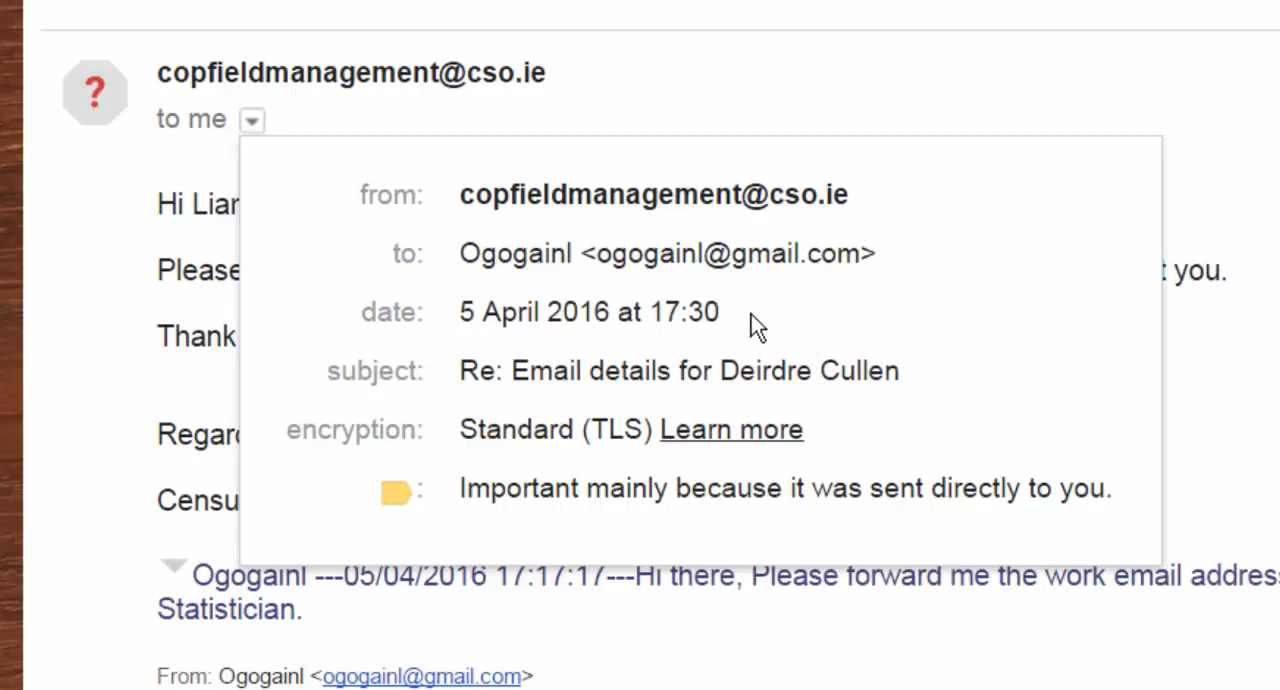 copfieldmanagement@cso.ie
?
to me
from: copfieldmanagement@cso.ie
Hi Liar
to: Ogogainl <ogogainl@gmail.com>
Please
t you.
date: 5 April 2016 at 17:30
Thank
subject: Re: Email details for Deirdre Cullen
encryption: Standard (TLS) Learn more
Regar
: Important mainly because it was sent directly to you.
Censu
Ogogainl ---05/04/2016 17:17:17---Hi there, Please forward me the work email address
Statistician.
From: Ogogainl <ogogainl@gmail.com>